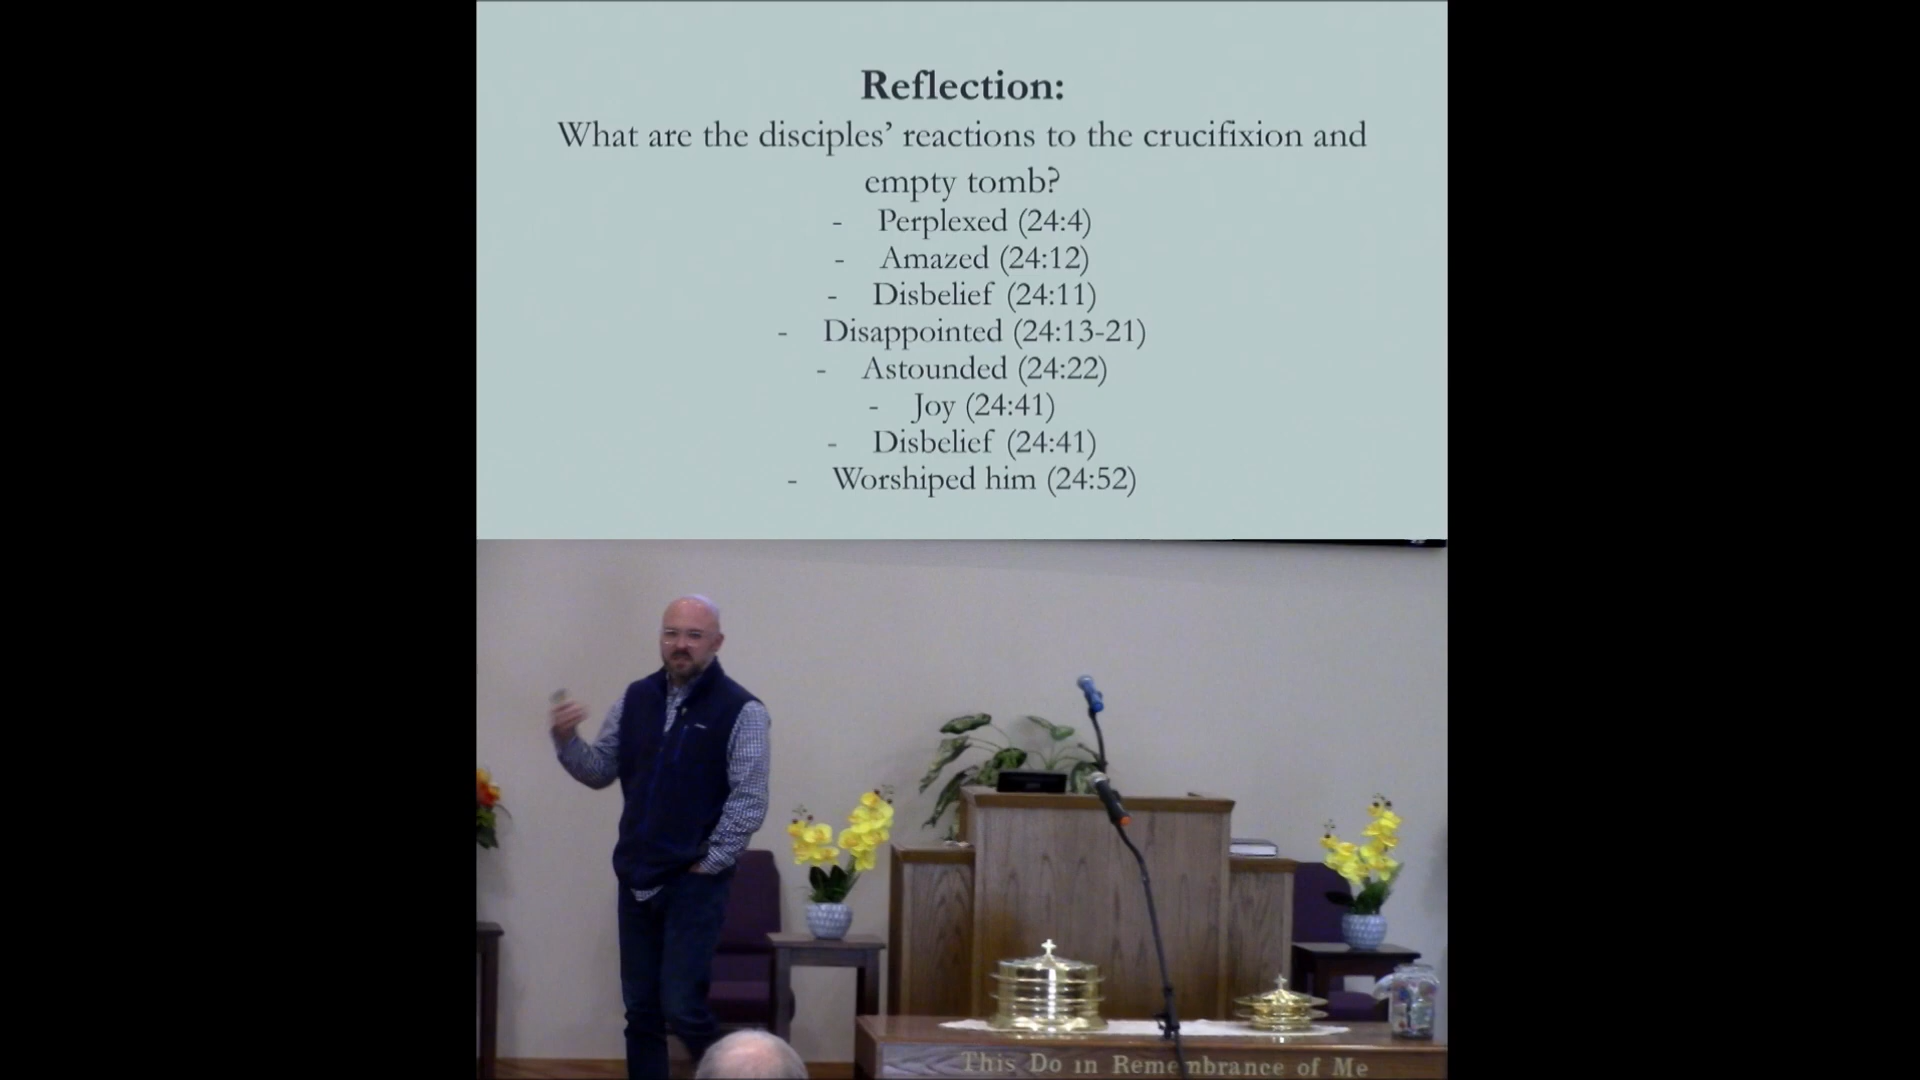 Reflection:
What are the disciples’ reactions to the crucifixion and
empty tomb?
- Perplexed (24:4)
- Amazed (24:12)
- Disbelief (24:11)
- Disappointed (24:13-21)
- Astounded (24:22)
- Joy (24:41)
- Disbelief (24:41)
- Worshiped him (24:52)
This Do in Remembrance of Me